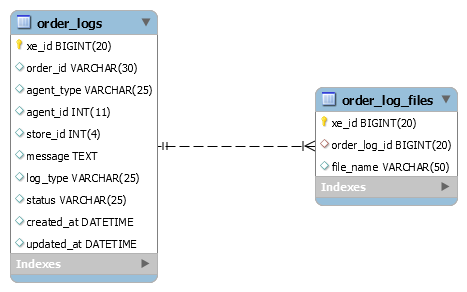 order_logs
xe_id BIGINT(20)
order_id VARCHAR(30)
agent_type VARCHAR(25)
agent_id INT(11)
store_id INT(4)
message TEXT
log_type VARCHAR(25)
status VARCHAR(25)
created_at DATETIME
updated_at DATETIME
Indexes
order_log_files
xe_id BIGINT(20)
order_log_id BIGINT(20)
file_name VARCHAR(50)
Indexes